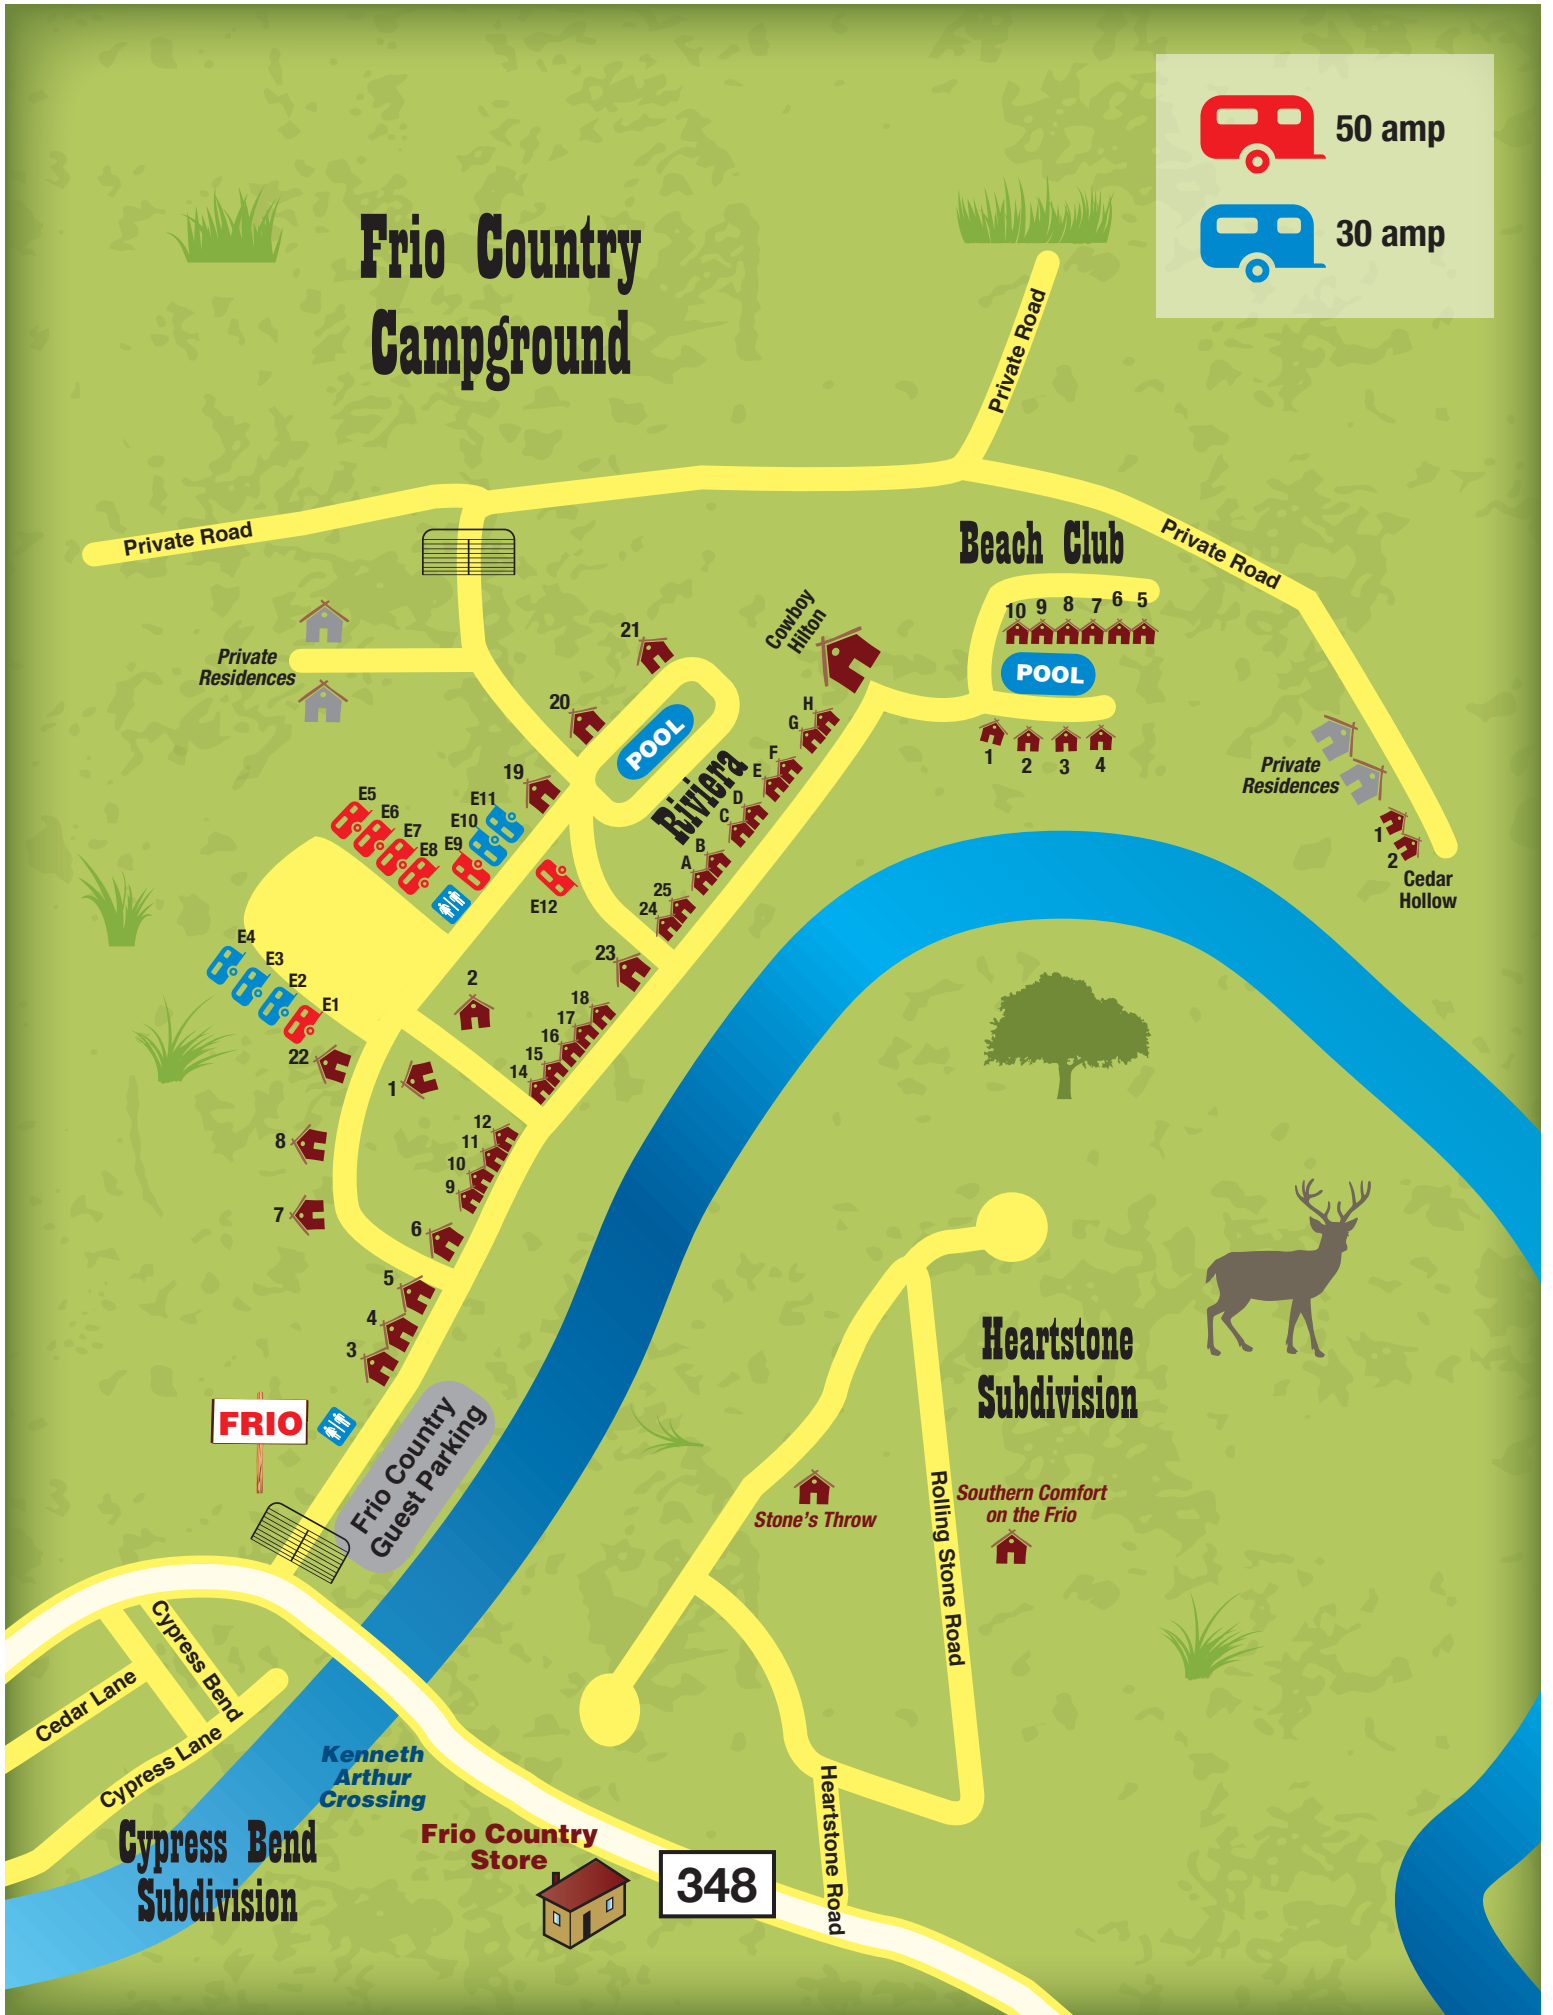 50 amp
30 amp
Frio Country
Campground
Private Road
Private Road
Private Road
Beach Club
10 9 8 7 6 5
POOL
1 2 3 4
Cowboy
Hilton
Private
Residences
21
20
19
POOL
Riviera
H
G
F
E
D
C
B
A
25
24
23
Private
Residences
1
2
Cedar
Hollow
E5
E6
E7
E8
E9
E10
E11
E12
E4
E3
E2
E1
22
2
1
18
17
16
15
14
8
7
12
11
10
9
6
5
4
3
FRIO
Frio Country
Guest Parking
Heartstone
Subdivision
Stone's Throw
Southern Comfort
on the Frio
Rolling Stone Road
Cypress Bend
Cedar Lane
Cypress Lane
Kenneth
Arthur
Crossing
Cypress Bend
Subdivision
Frio Country
Store
348
Heartstone Road